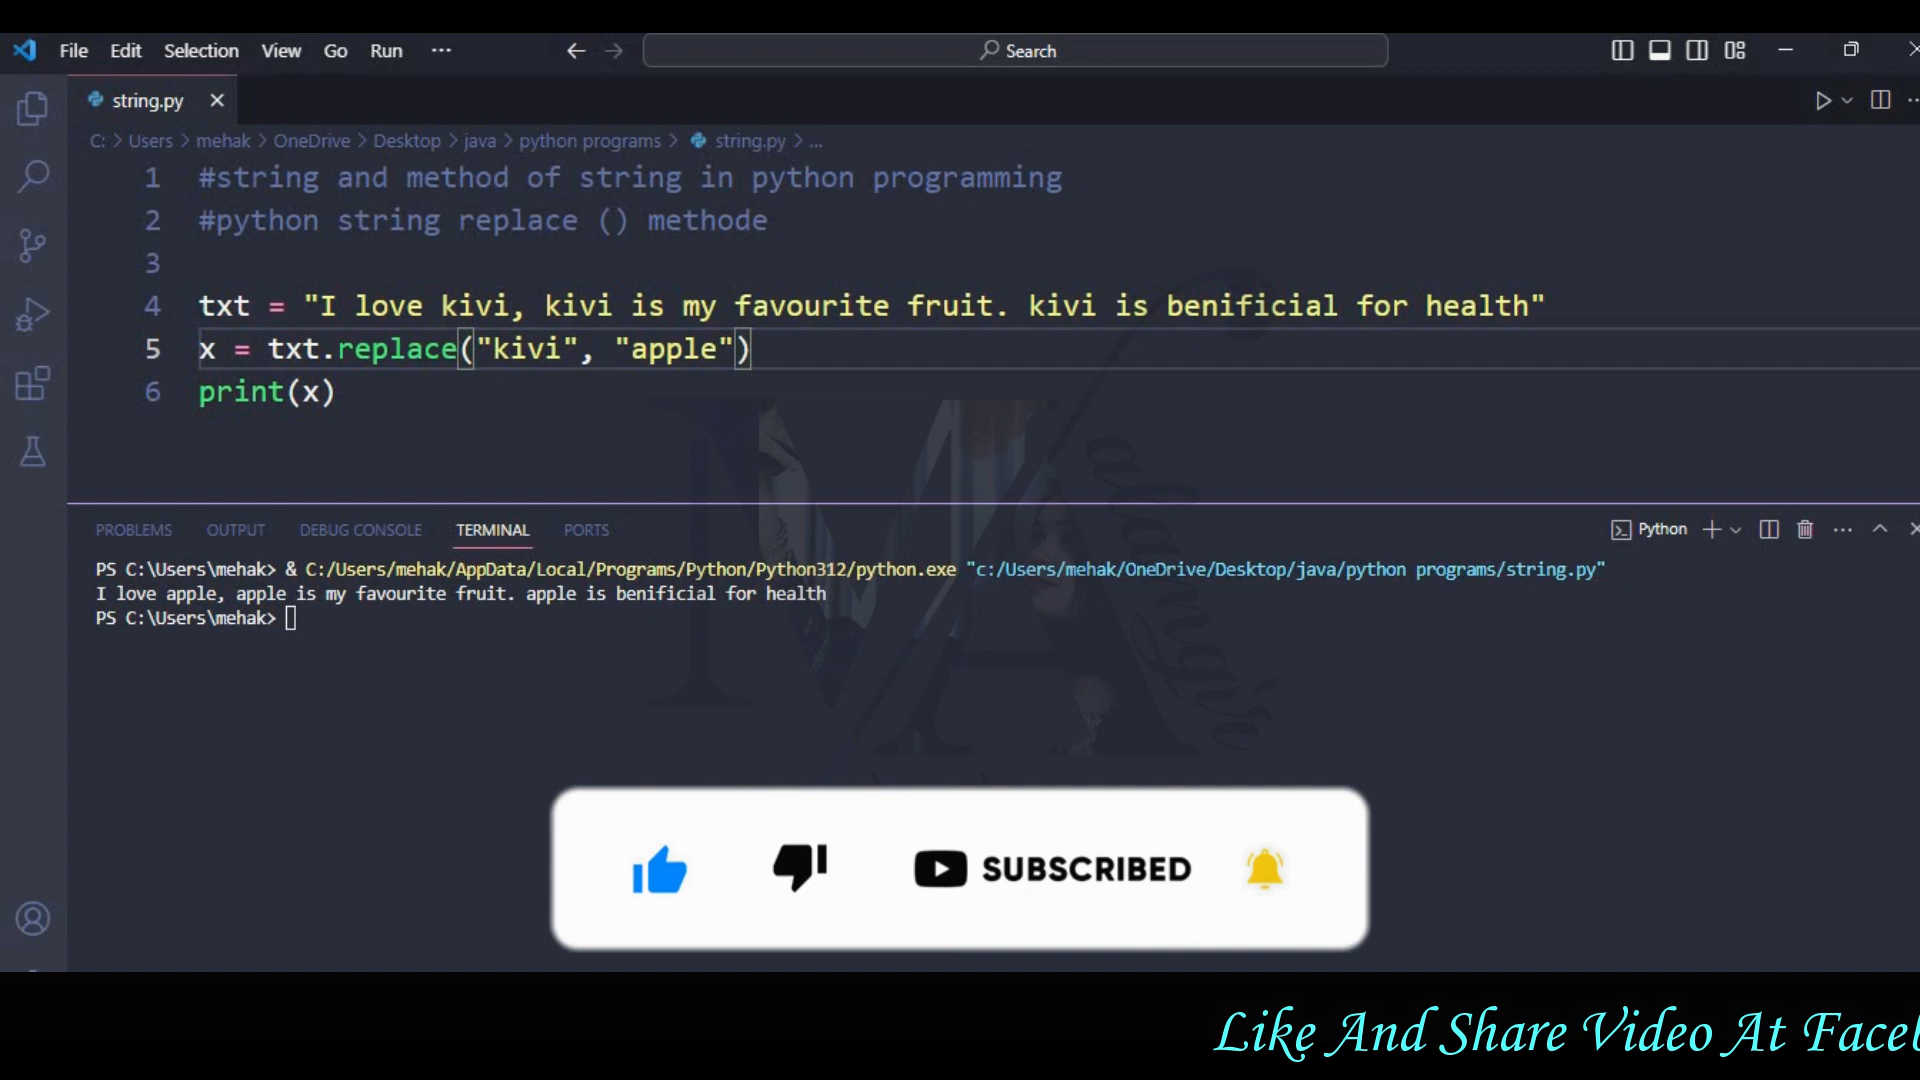 File Edit Selection View Go Run ··· Search
string.py
C: > Users > mehak > OneDrive > Desktop > java > python programs > string.py > ...
1 #string and method of string in python programming
2 #python string replace () methode
3
4 txt = "I love kivi, kivi is my favourite fruit. kivi is benificial for health"
5 x = txt.replace("kivi", "apple")
6 print(x)
PROBLEMS OUTPUT DEBUG CONSOLE TERMINAL PORTS Python
PS C:\Users\mehak> & C:/Users/mehak/AppData/Local/Programs/Python/Python312/python.exe "c:/Users/mehak/OneDrive/Desktop/java/python programs/string.py"
I love apple, apple is my favourite fruit. apple is benificial for health
PS C:\Users\mehak>
SUBSCRIBED
Like And Share Video At